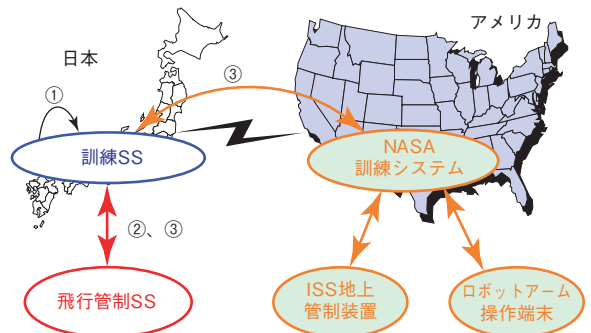 アメリカ
日本
③
①
訓練SS
NASA
訓練システム
②、③
飛行管制SS
ISS地上
管制装置
ロボットアーム
操作端末